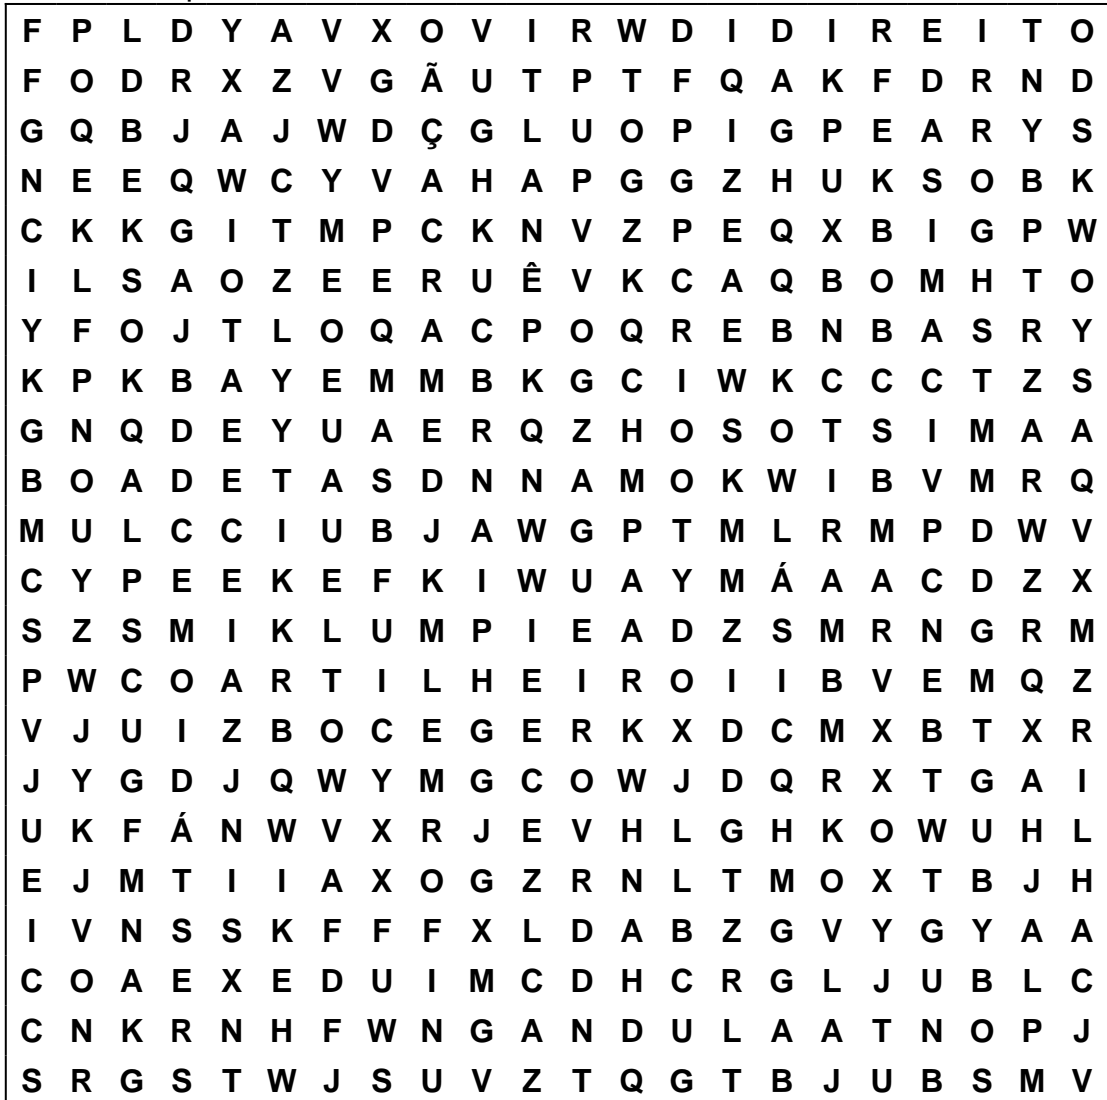 F P L D Y A V X O V I R W D I D I R E I T O
F O D R X Z V G Ã U T P T F Q A K F D R N D
G Q B J A J W D Ç G L U O P I G P E A R Y S
N E E Q W C Y V A H A P G G Z H U K S O B K
C K K G I T M P C K N V Z P E Q X B I G P W
I L S A O Z E E R U Ê V K C A Q B O M H T O
Y F O J T L O Q A C P O Q R E B N B A S R Y
K P K B A Y E M M B K G C I W K C C C T Z S
G N Q D E Y U A E R Q Z H O S O T S I M A A
B O A D E T A S D N N A M O K W I B V M R Q
M U L C C I U B J A W G P T M L R M P D W V
C Y P E E K E F K I W U A Y M Á A A C D Z X
S Z S M I K L U M P I E A D Z S M R N G R M
P W C O A R T I L H E I R O I I B V E M Q Z
V J U I Z B O C E G E R K X D C M X B T X R
J Y G D J Q W Y M G C O W J D Q R X T G A I
U K F Á N W V X R J E V H L G H K O W U H L
E J M T I I A X O G Z R N L T M O X T B J H
I V N S S K F F F X L D A B Z G V Y G Y A A
C O A E X E D U I M C D H C R G L J U B L C
C N K R N H F W N G A N D U L A A T N O P J
S R G S T W J S U V Z T Q G T B J U B S M V